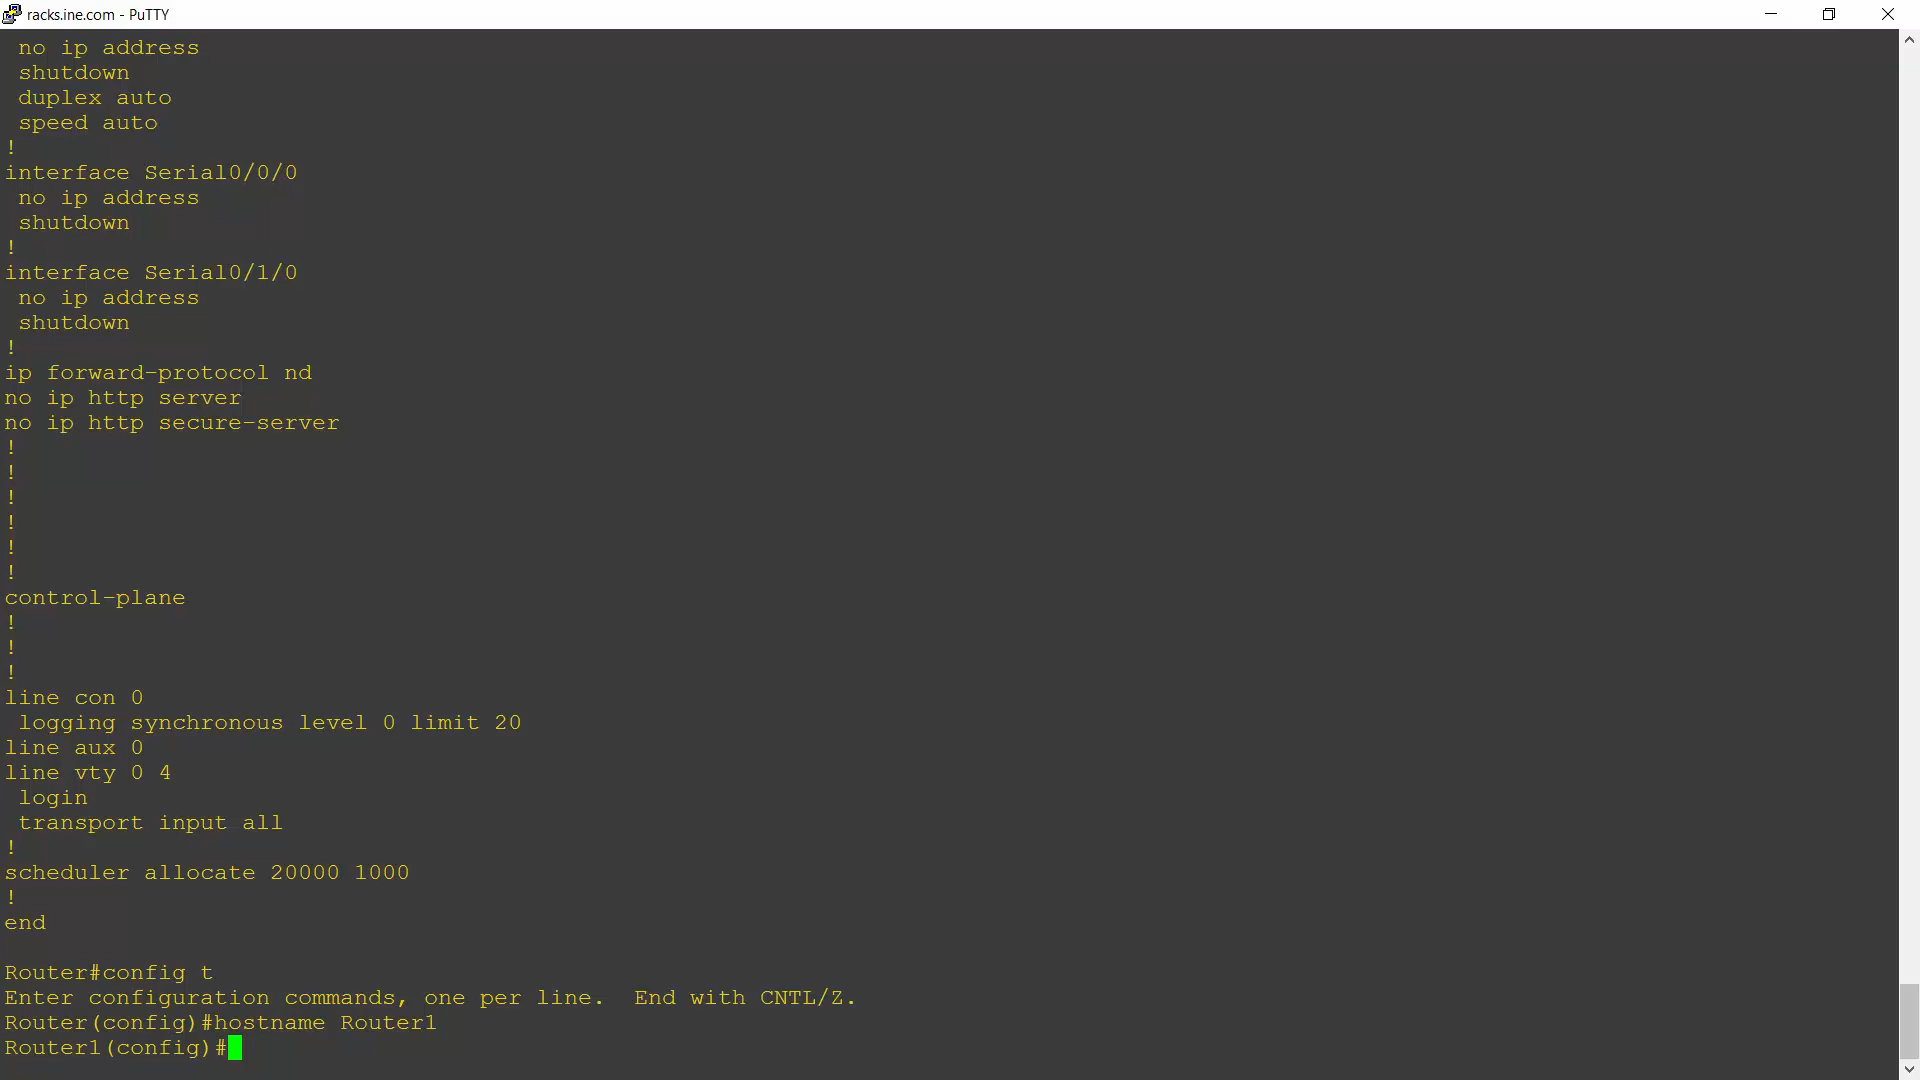 racks.ine.com - PuTTY
 no ip address
 shutdown
 duplex auto
 speed auto
!
interface Serial0/0/0
 no ip address
 shutdown
!
interface Serial0/1/0
 no ip address
 shutdown
!
ip forward-protocol nd
no ip http server
no ip http secure-server
!
!
!
!
!
!
control-plane
!
!
!
line con 0
 logging synchronous level 0 limit 20
line aux 0
line vty 0 4
 login
 transport input all
!
scheduler allocate 20000 1000
!
end

Router#config t
Enter configuration commands, one per line.  End with CNTL/Z.
Router(config)#hostname Router1
Router1(config)#